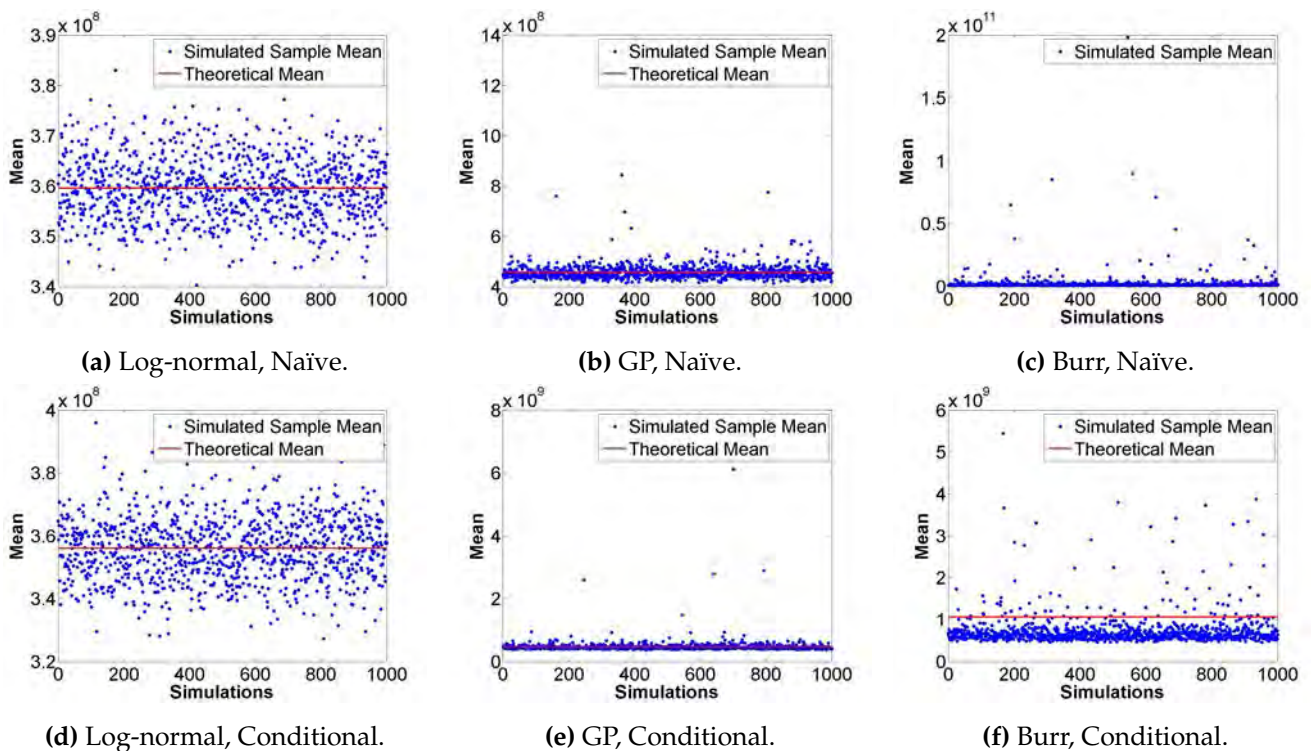 x 10^8
3.9
3.8
3.7
3.6
3.5
3.4
Mean
0 200 400 600 800 1000
Simulations
Simulated Sample Mean
Theoretical Mean
(a) Log-normal, Naïve.
x 10^8
14
12
10
8
6
4
Mean
0 200 400 600 800 1000
Simulations
Simulated Sample Mean
Theoretical Mean
(b) GP, Naïve.
x 10^11
2
1.5
1
0.5
0
Mean
0 200 400 600 800 1000
Simulations
Simulated Sample Mean
(c) Burr, Naïve.
x 10^8
4
3.8
3.6
3.4
3.2
Mean
0 200 400 600 800 1000
Simulations
Simulated Sample Mean
Theoretical Mean
(d) Log-normal, Conditional.
x 10^9
8
6
4
2
0
Mean
0 200 400 600 800 1000
Simulations
Simulated Sample Mean
Theoretical Mean
(e) GP, Conditional.
x 10^9
6
5
4
3
2
1
0
Mean
0 200 400 600 800 1000
Simulations
Simulated Sample Mean
Theoretical Mean
(f) Burr, Conditional.